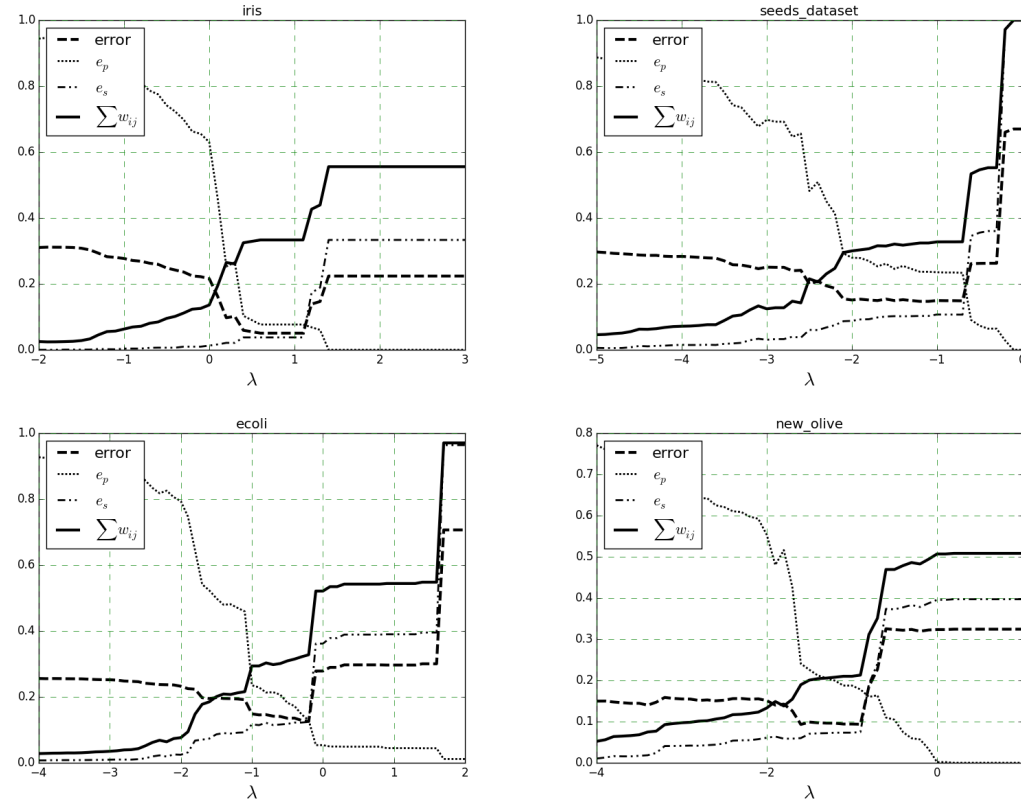 iris
1.0
0.8
0.6
0.4
0.2
0.0
error
e_p
e_s
∑ w_ij
−2 −1 0 1 2 3
λ
seeds_dataset
1.0
0.8
0.6
0.4
0.2
0.0
error
e_p
e_s
∑ w_ij
−5 −4 −3 −2 −1 0
λ
ecoli
1.0
0.8
0.6
0.4
0.2
0.0
error
e_p
e_s
∑ w_ij
−4 −3 −2 −1 0 1 2
λ
new_olive
0.8
0.7
0.6
0.5
0.4
0.3
0.2
0.1
0.0
error
e_p
e_s
∑ w_ij
−4 −2 0
λ